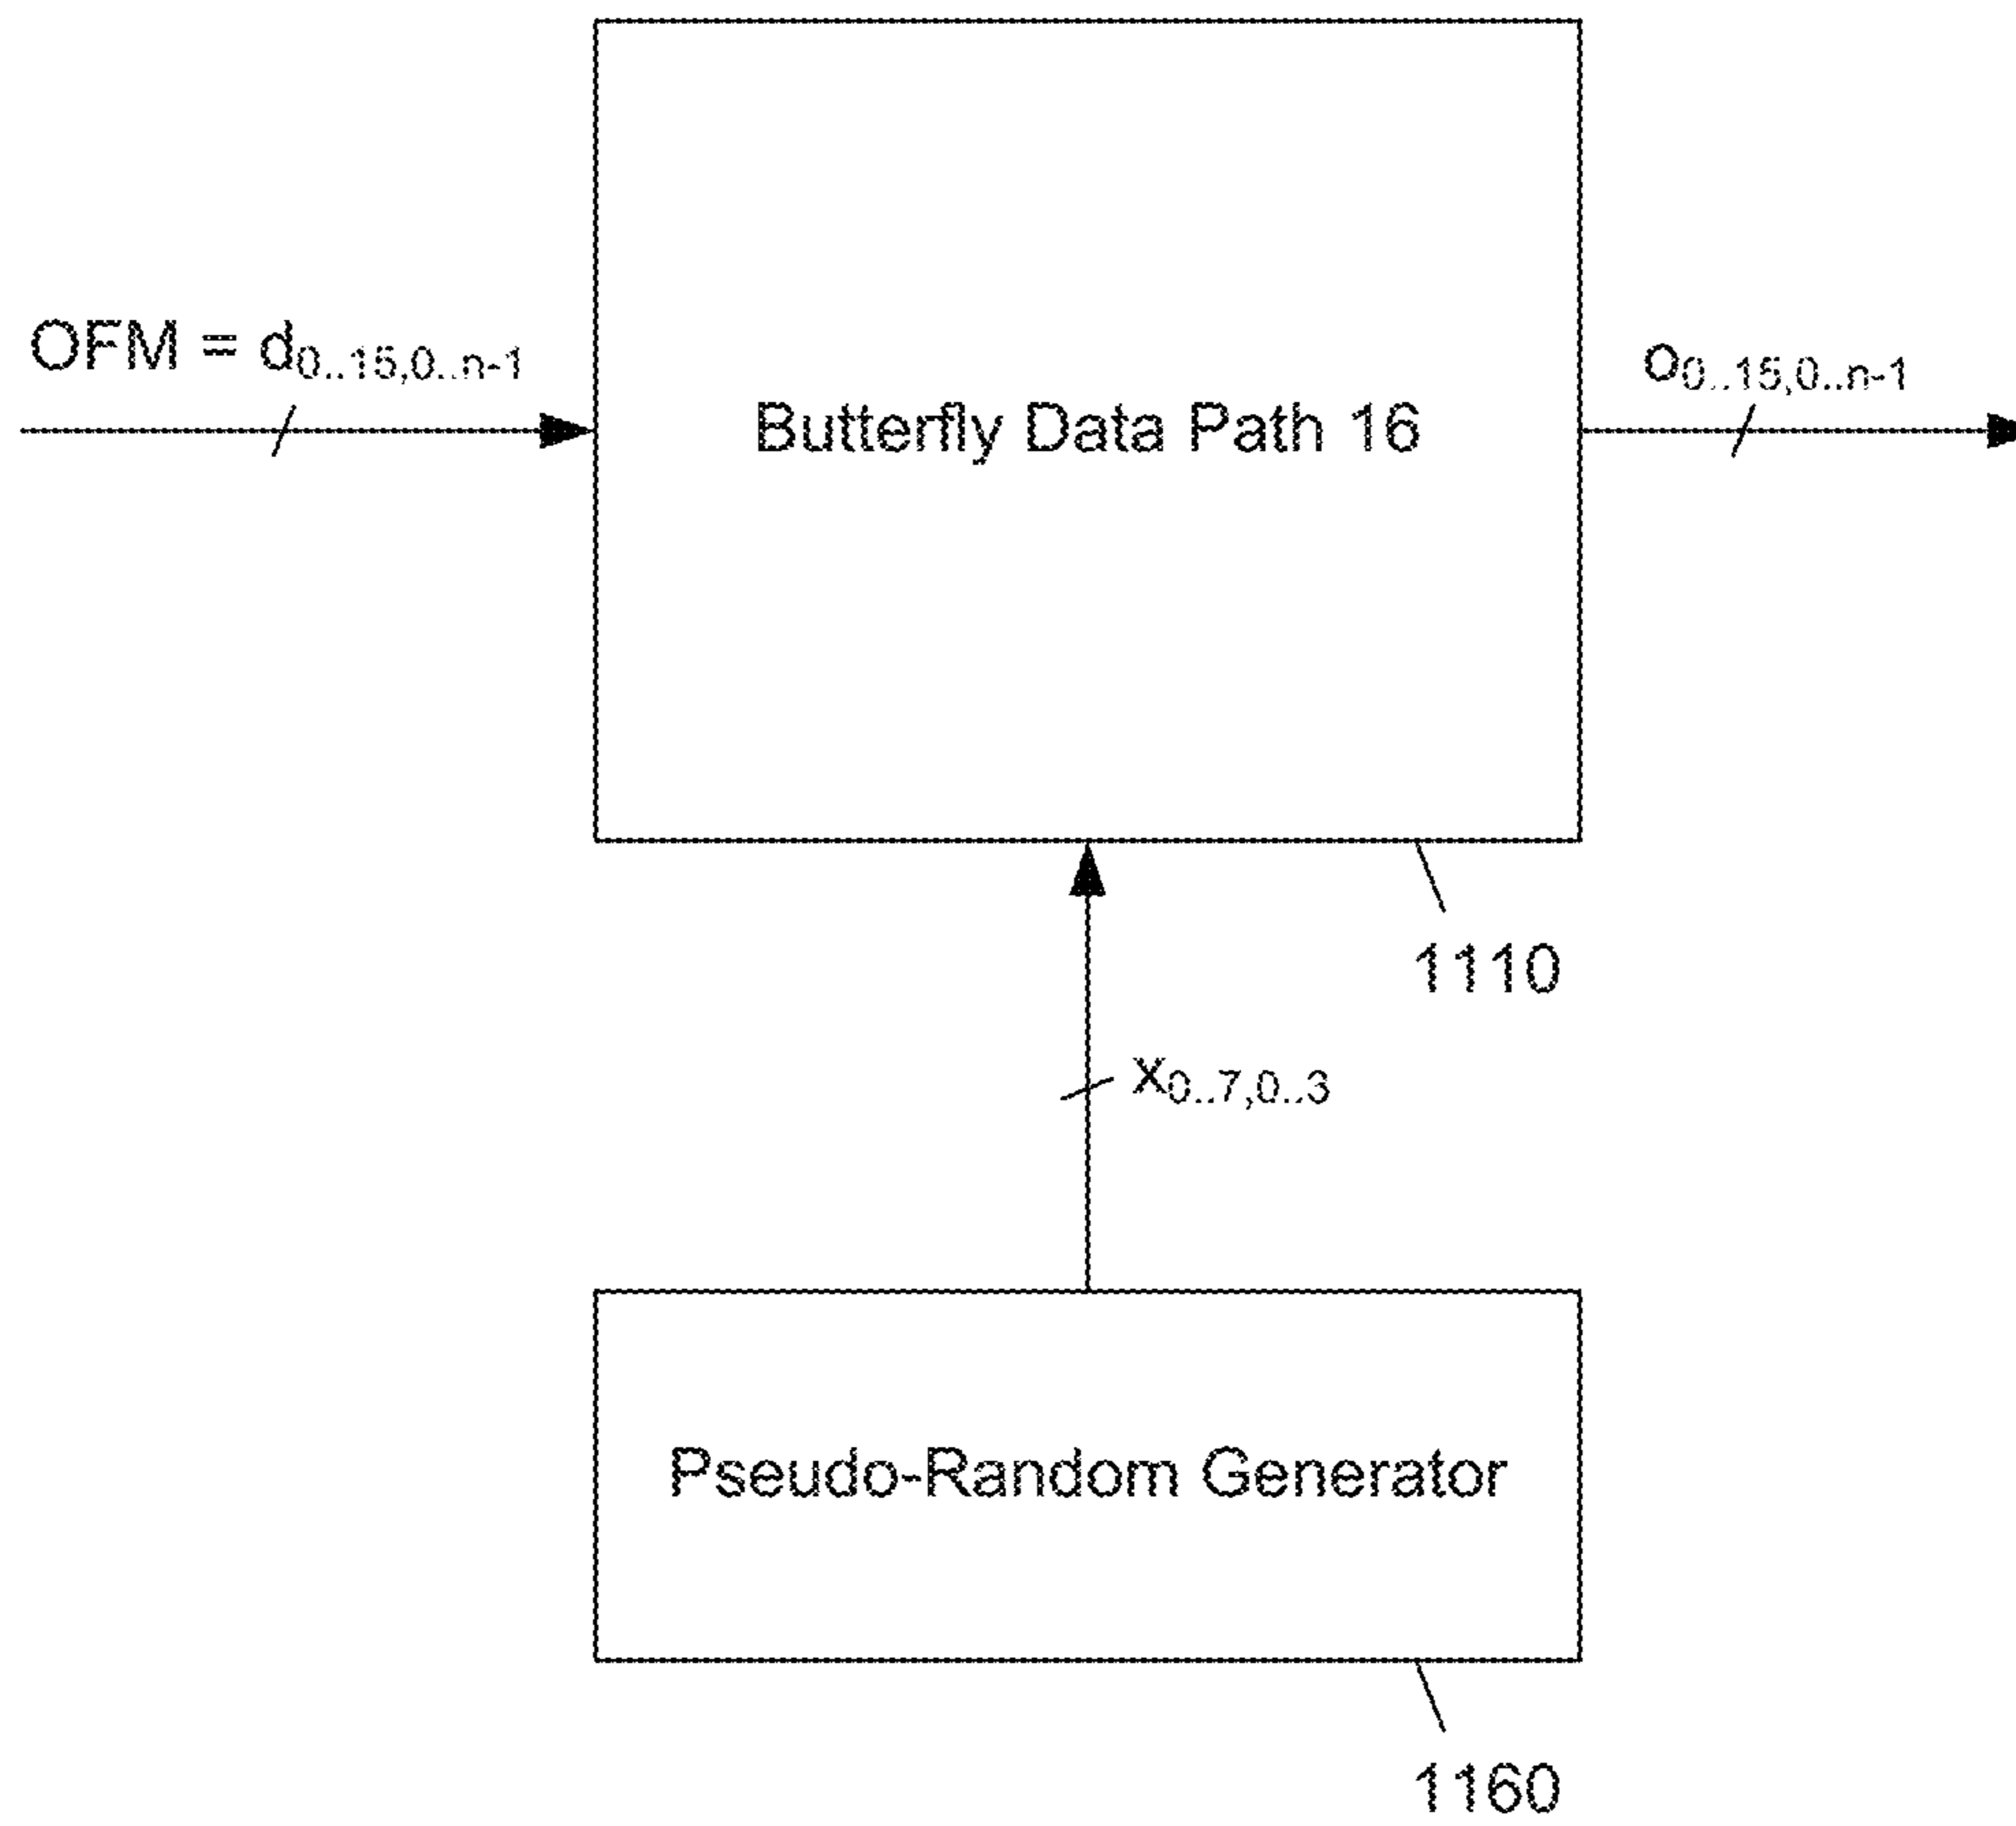 OFM = d0..15,0..n-1
o0..15,0..n-1
Butterfly Data Path 16
1110
x0..7,0..3
Pseudo-Random Generator
1160